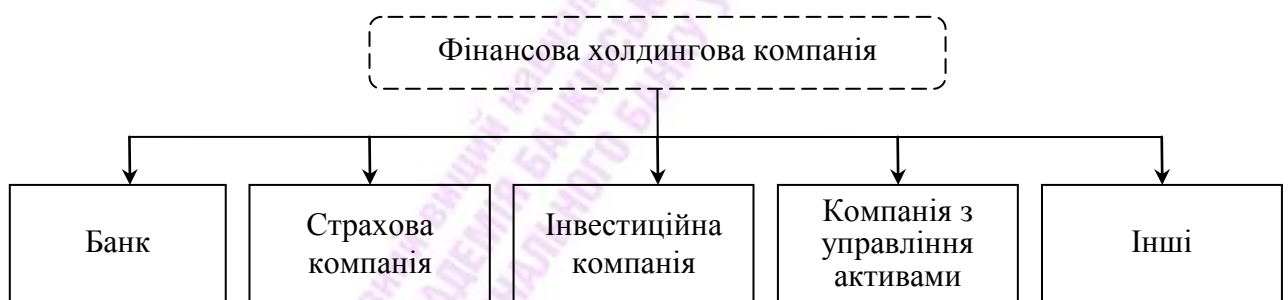 Фінансова холдингова компанія
Банк
Страхова
компанія
Інвестиційна
компанія
Компанія з
управління
активами
Інші